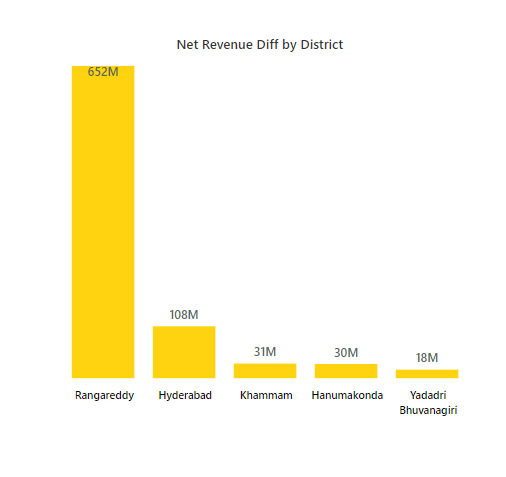 Net Revenue Diff by District
652M
108M
31M
30M
18M
Rangareddy
Hyderabad
Khammam
Hanumakonda
Yadadri
Bhuvanagiri